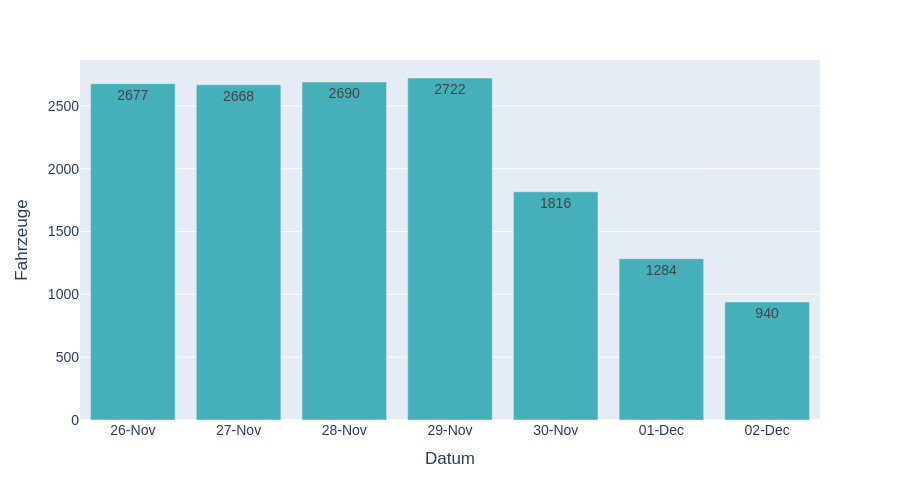 2677
2668
2690
2722
1816
1284
940
2500
2000
1500
1000
500
0
Fahrzeuge
26-Nov
27-Nov
28-Nov
29-Nov
30-Nov
01-Dec
02-Dec
Datum